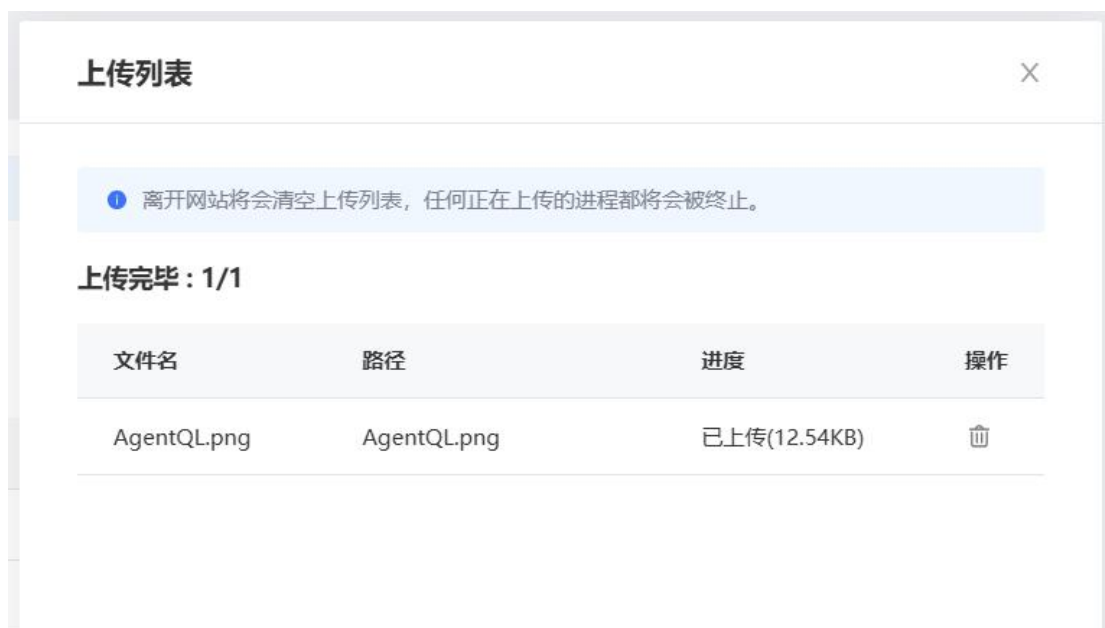 上传列表
离开网站将会清空上传列表，任何正在上传的进程都将会被终止。
上传完毕 : 1/1
文件名 路径 进度 操作
AgentQL.png AgentQL.png 已上传(12.54KB)